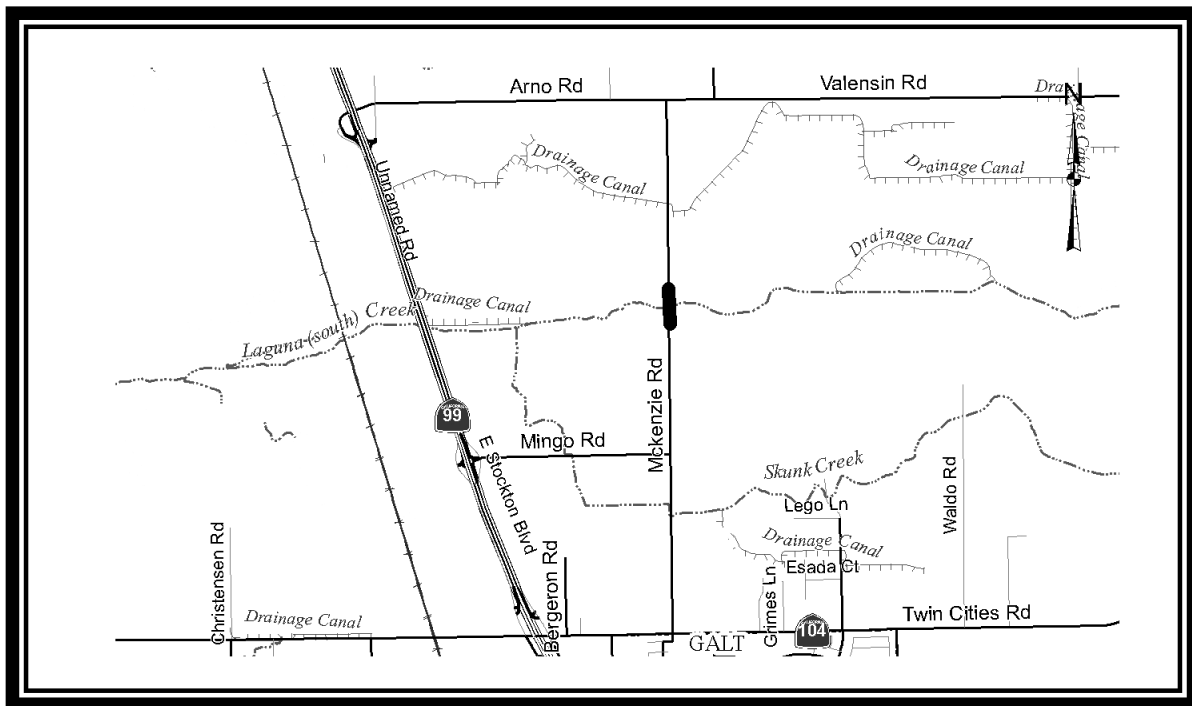 Arno Rd
Valensin Rd
Drainage Canal
Drainage Canal
Drainage Canal
Unnamed Rd
Drainage Canal
Drainage Canal
Laguna (south) Creek
Mckenzie Rd
99
Mingo Rd
E Stockton Blvd
Skunk Creek
Lego Ln
Waldo Rd
Drainage Canal
Esada Ct
Christensen Rd
Bergeron Rd
Grimes Ln
Drainage Canal
Twin Cities Rd
104
GALT